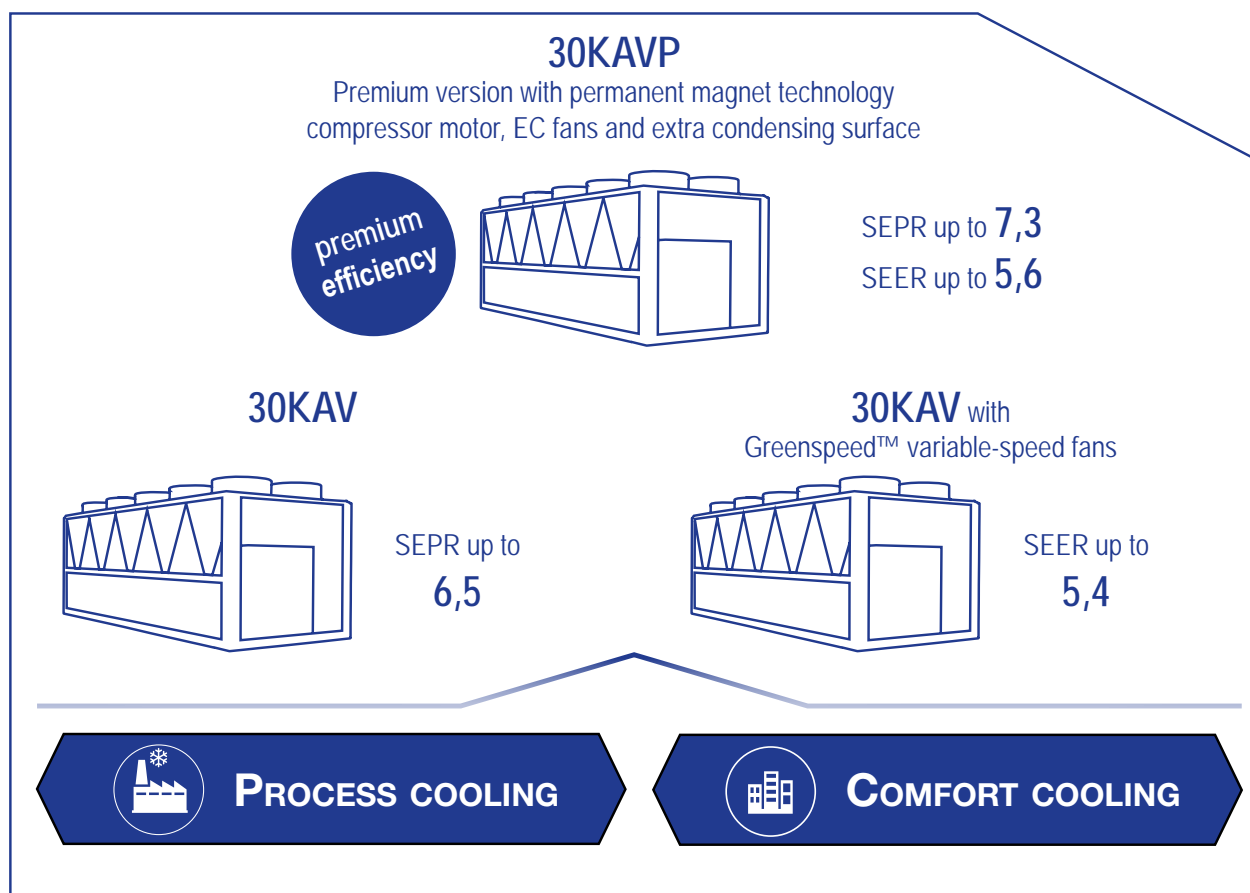 30KAVP
Premium version with permanent magnet technology
compressor motor, EC fans and extra condensing surface
premium
efficiency
SEPR up to 7,3
SEER up to 5,6
30KAV
SEPR up to
6,5
30KAV with
Greenspeed™ variable-speed fans
SEER up to
5,4
PROCESS COOLING
COMFORT COOLING